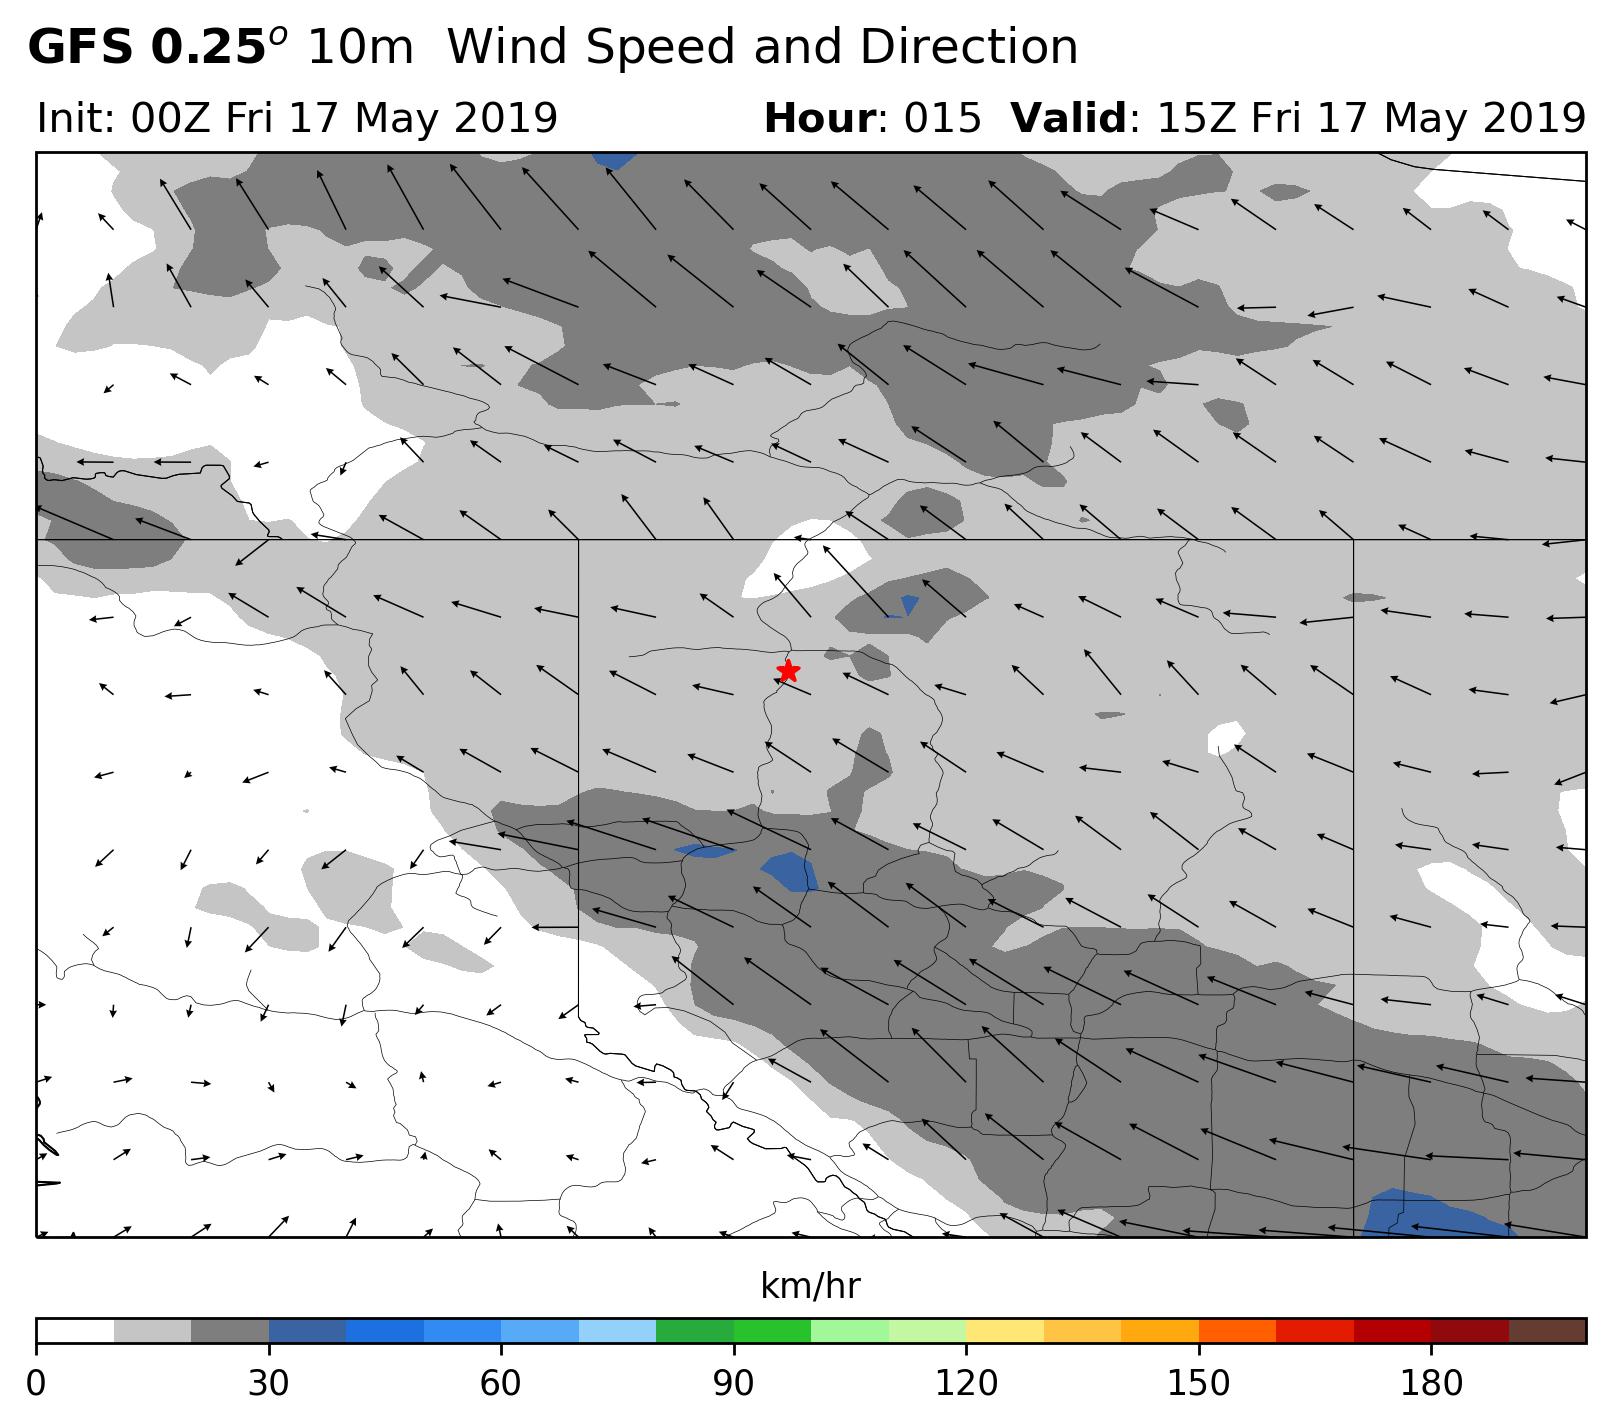 GFS 0.25° 10m Wind Speed and Direction
Init: 00Z Fri 17 May 2019 Hour: 015 Valid: 15Z Fri 17 May 2019
km/hr
0 30 60 90 120 150 180